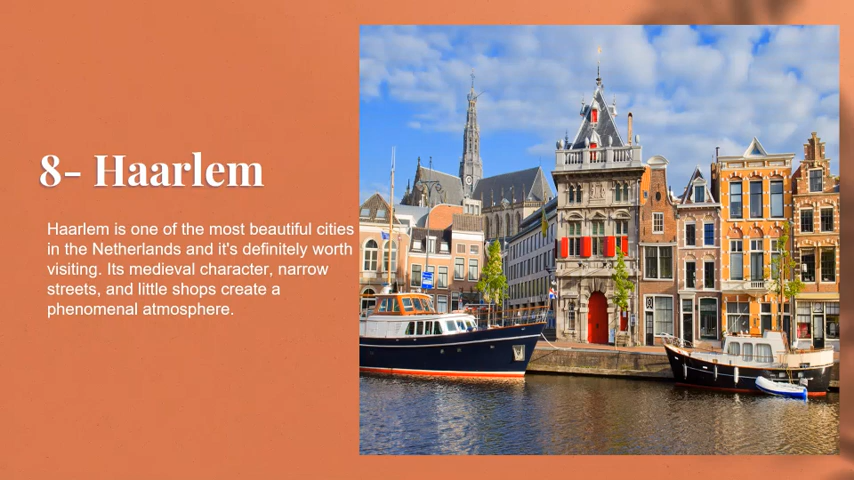 8- Haarlem
Haarlem is one of the most beautiful cities
in the Netherlands and it's definitely worth
visiting. Its medieval character, narrow
streets, and little shops create a
phenomenal atmosphere.